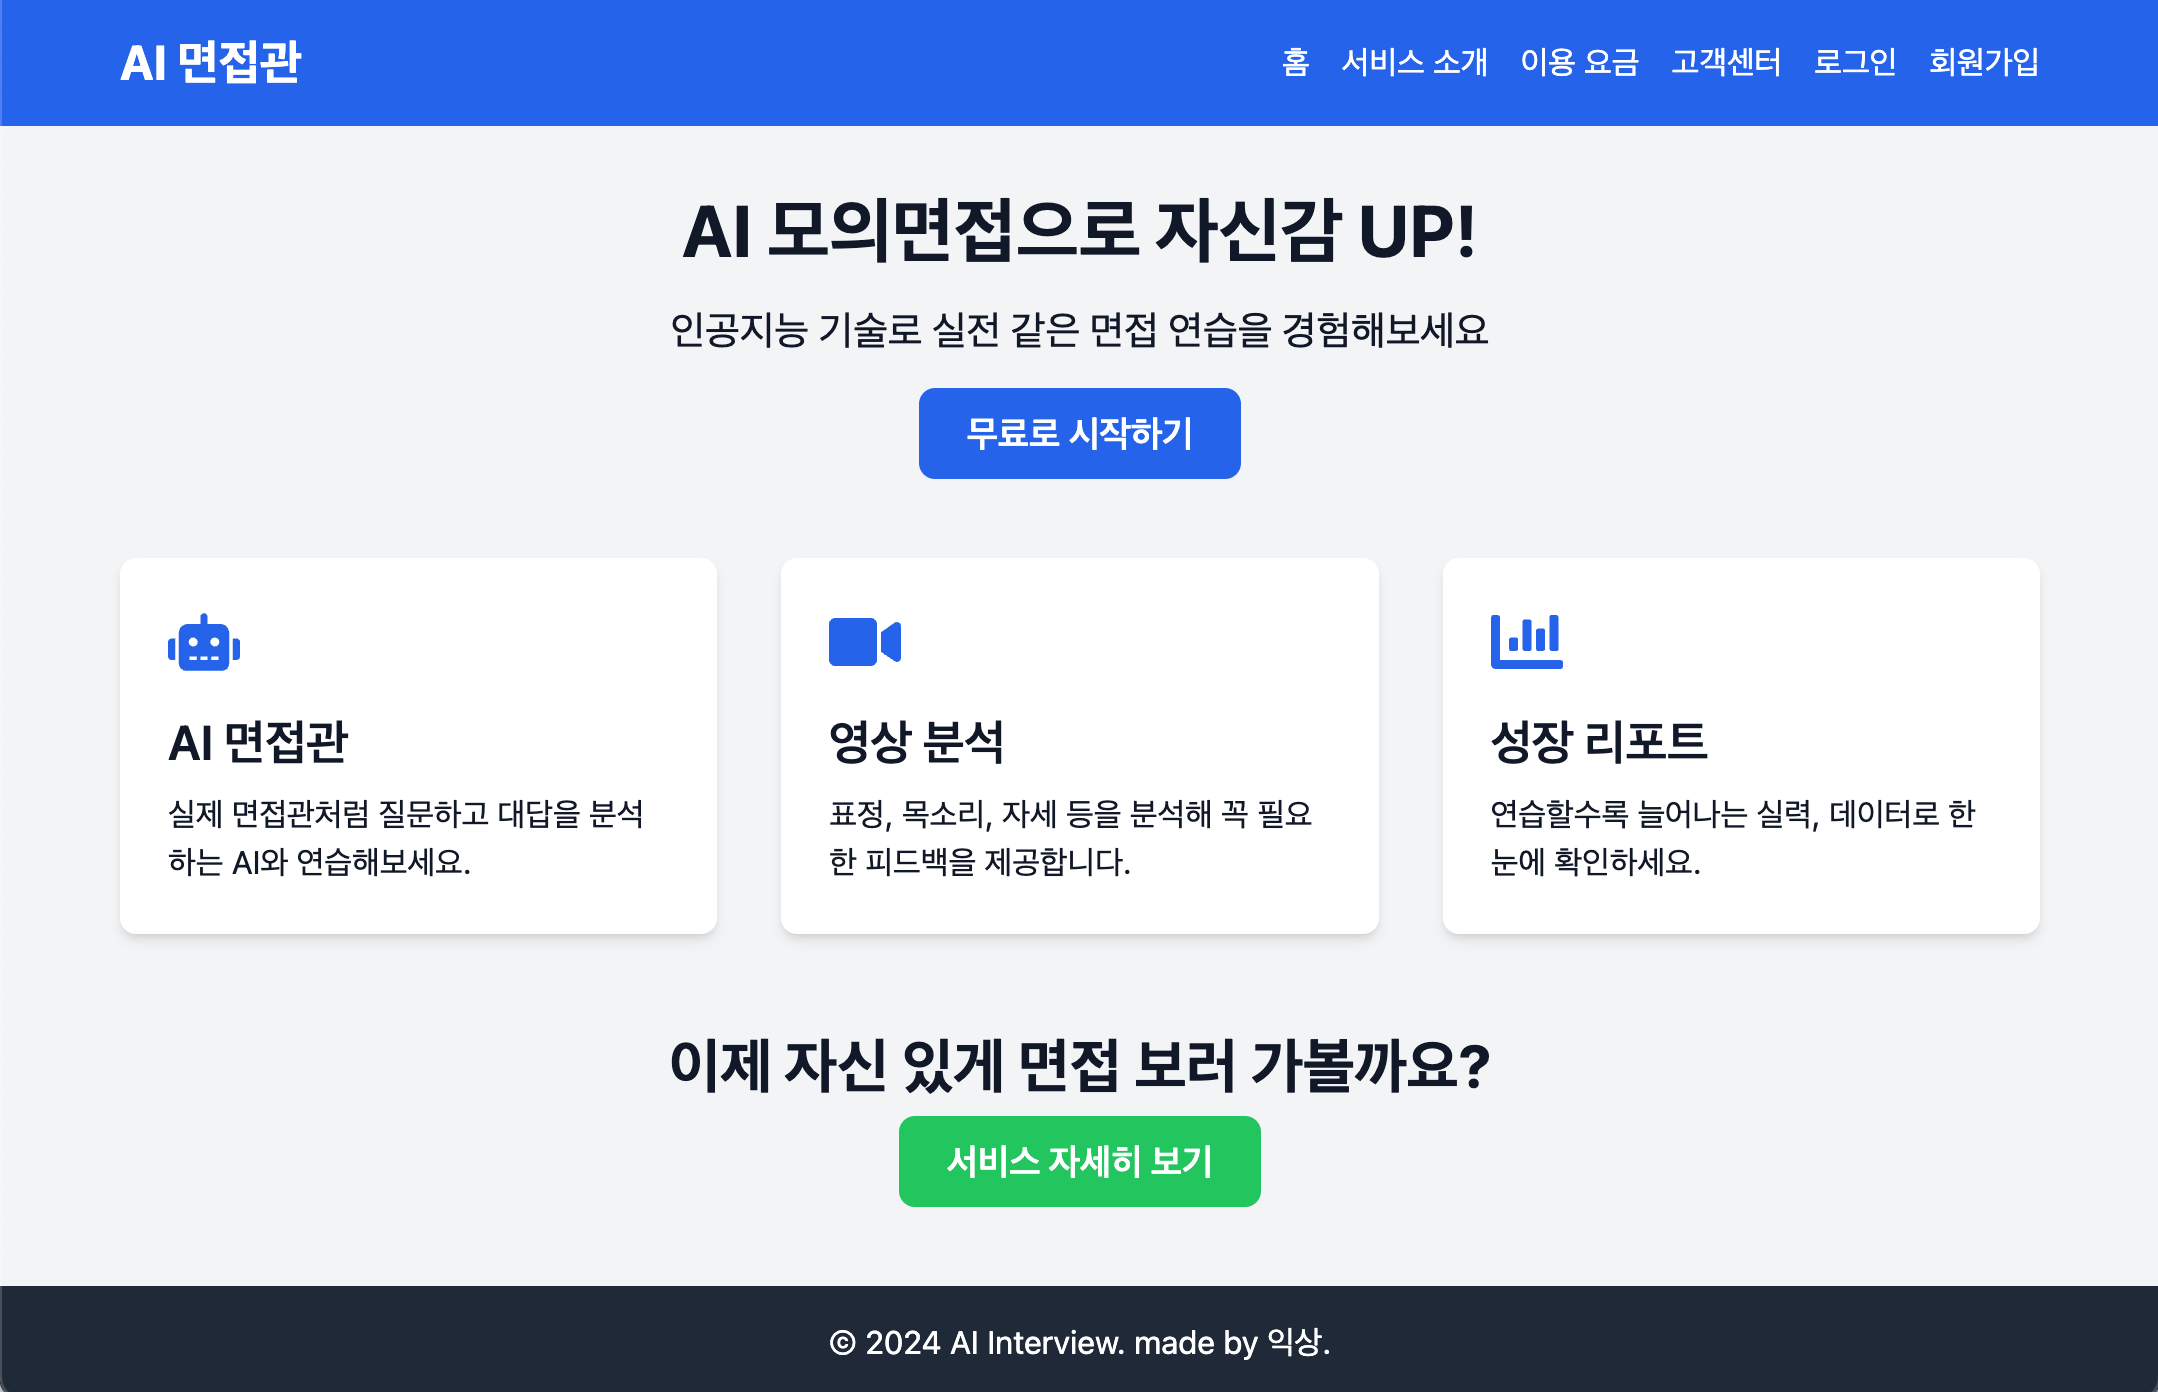 AI 면접관
홈 서비스 소개 이용 요금 고객센터 로그인 회원가입
AI 모의면접으로 자신감 UP!
인공지능 기술로 실전 같은 면접 연습을 경험해보세요
무료로 시작하기
AI 면접관
실제 면접관처럼 질문하고 대답을 분석
하는 AI와 연습해보세요.
영상 분석
표정, 목소리, 자세 등을 분석해 꼭 필요
한 피드백을 제공합니다.
성장 리포트
연습할수록 늘어나는 실력, 데이터로 한
눈에 확인하세요.
이제 자신 있게 면접 보러 가볼까요?
서비스 자세히 보기
© 2024 AI Interview. made by 익상.